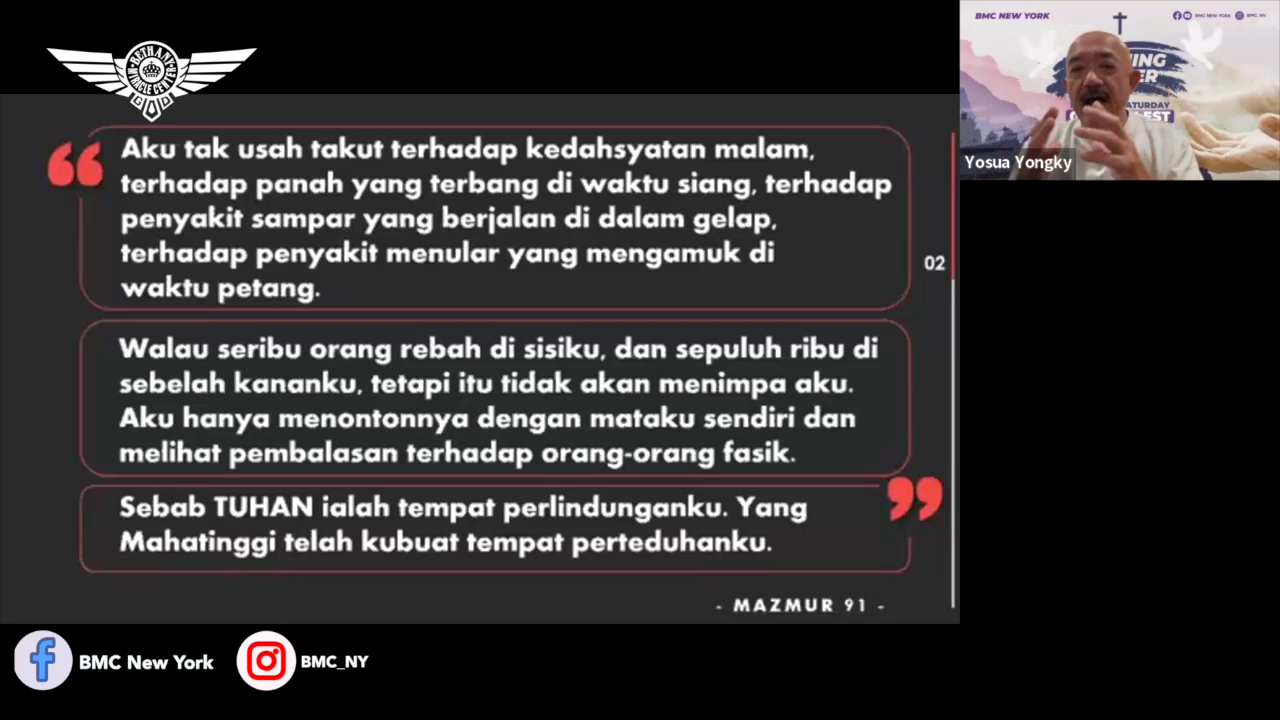 BMC NEW YORK
BMC NEW YORK
BMC_NY
BETHANY
MIRACLE CENTER
Yosua Yongky
Aku tak usah takut terhadap kedahsyatan malam,
terhadap panah yang terbang di waktu siang, terhadap
penyakit sampar yang berjalan di dalam gelap,
terhadap penyakit menular yang mengamuk di
waktu petang.
02
Walau seribu orang rebah di sisiku, dan sepuluh ribu di
sebelah kananku, tetapi itu tidak akan menimpa aku.
Aku hanya menontonnya dengan mataku sendiri dan
melihat pembalasan terhadap orang-orang fasik.
Sebab TUHAN ialah tempat perlindunganku. Yang
Mahatinggi telah kubuat tempat perteduhanku.
- MAZMUR 91 -
BMC New York
BMC_NY